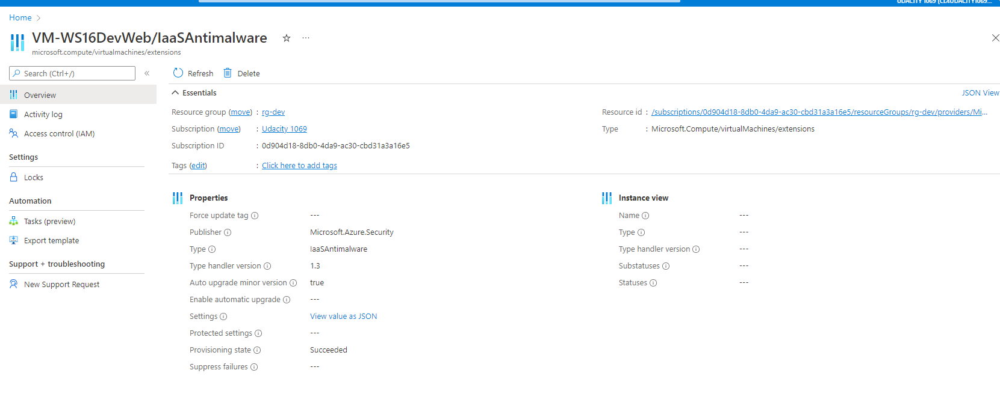 UDACITY 1069 (CL4UDACITY1069...
Home >
VM-WS16DevWeb/IaaSAntimalware
microsoft.compute/virtualmachines/extensions
Search (Ctrl+/)
Refresh
Delete
Overview
Activity log
Access control (IAM)
Settings
Locks
Automation
Tasks (preview)
Export template
Support + troubleshooting
New Support Request
Essentials
JSON View
Resource group (move) : rg-dev
Subscription (move) : Udacity 1069
Subscription ID : 0d904d18-8db0-4da9-ac30-cbd31a3a16e5
Tags (edit) : Click here to add tags
Resource id : /subscriptions/0d904d18-8db0-4da9-ac30-cbd31a3a16e5/resourceGroups/rg-dev/providers/Mi...
Type : Microsoft.Compute/virtualMachines/extensions
Properties
Force update tag ---
Publisher Microsoft.Azure.Security
Type IaaSAntimalware
Type handler version 1.3
Auto upgrade minor version true
Enable automatic upgrade ---
Settings View value as JSON
Protected settings ---
Provisioning state Succeeded
Suppress failures ---
Instance view
Name ---
Type ---
Type handler version ---
Substatuses ---
Statuses ---